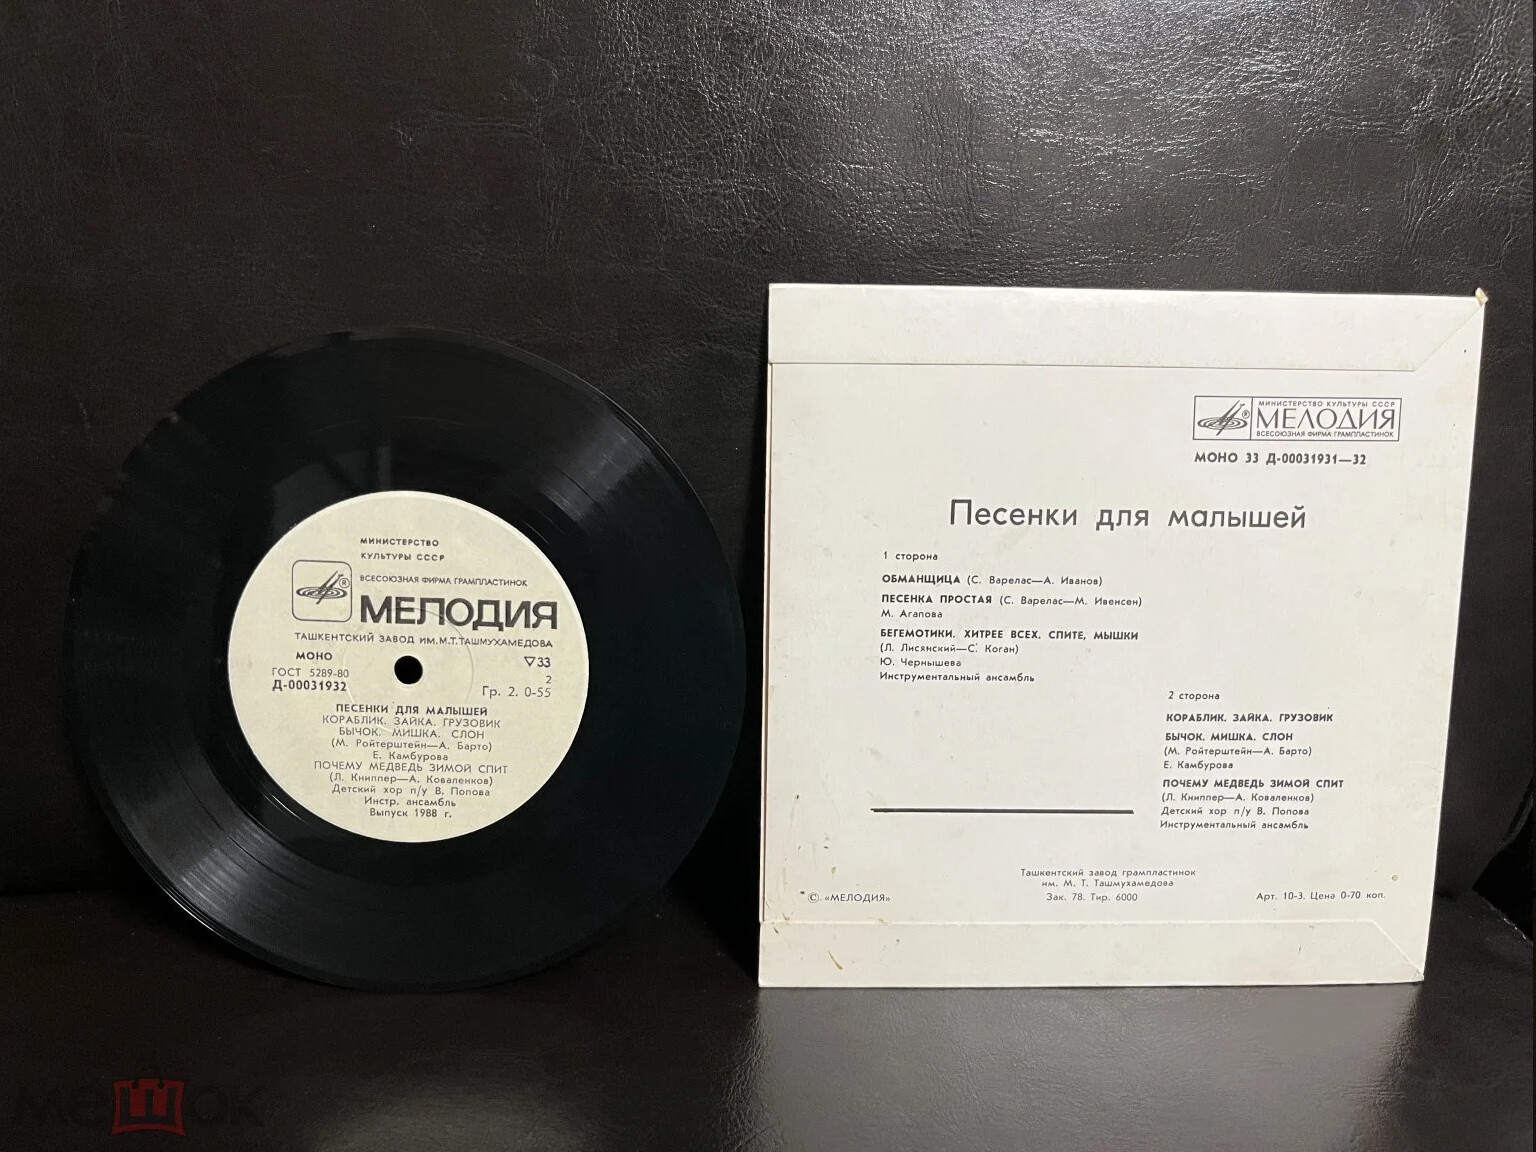 МИНИСТЕРСТВО
КУЛЬТУРЫ СССР
ВСЕСОЮЗНАЯ ФИРМА ГРАМПЛАСТИНОК
®
МЕЛОДИЯ
ТАШКЕНТСКИЙ ЗАВОД ИМ. М.Т. ТАШМУХАМЕДОВА
МОНО
▽33
ГОСТ 5289-80
2
Д-00031932
Гр. 2. 0-55
ПЕСЕНКИ ДЛЯ МАЛЫШЕЙ
КОРАБЛИК. ЗАЙКА. ГРУЗОВИК
БЫЧОК. МИШКА. СЛОН
(М. Ройтерштейн—А. Барто)
Е. Камбурова
ПОЧЕМУ МЕДВЕДЬ ЗИМОЙ СПИТ
(Л. Книппер—А. Коваленков)
Детский хор п/у В. Попова
Инстр. ансамбль
Выпуск 1988 г.
МИНИСТЕРСТВО КУЛЬТУРЫ СССР
® МЕЛОДИЯ
ВСЕСОЮЗНАЯ ФИРМА ГРАМПЛАСТИНОК
МОНО 33 Д-00031931—32
Песенки для малышей
1 сторона
ОБМАНЩИЦА (С. Варелас—А. Иванов)
ПЕСЕНКА ПРОСТАЯ (С. Варелас—М. Ивенсен)
М. Агапова
БЕГЕМОТИКИ. ХИТРЕЕ ВСЕХ. СПИТЕ, МЫШКИ
(Л. Лисянский—С. Коган)
Ю. Чернышева
Инструментальный ансамбль
2 сторона
КОРАБЛИК. ЗАЙКА. ГРУЗОВИК
БЫЧОК. МИШКА. СЛОН
(М. Ройтерштейн—А. Барто)
Е. Камбурова
ПОЧЕМУ МЕДВЕДЬ ЗИМОЙ СПИТ
(Л. Книппер—А. Коваленков)
Детский хор п/у В. Попова
Инструментальный ансамбль
Ташкентский завод грампластинок
им. М. Т. Ташмухамедова
© «МЕЛОДИЯ»
Зак. 78. Тир. 6000
Арт. 10-3. Цена 0-70 коп.
мешок